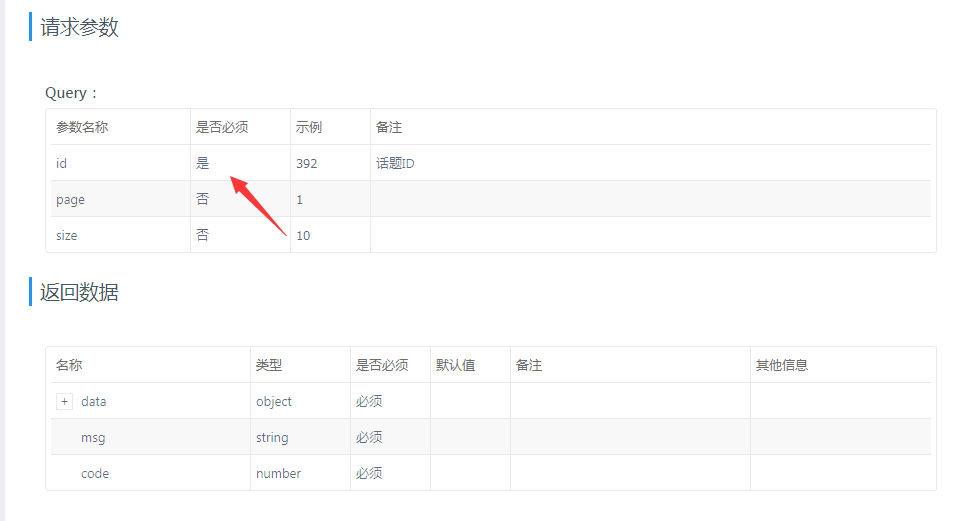 请求参数
Query：
参数名称 是否必须 示例 备注
id 是 392 话题ID
page 否 1
size 否 10
返回数据
名称 类型 是否必须 默认值 备注 其他信息
+ data object 必须
msg string 必须
code number 必须